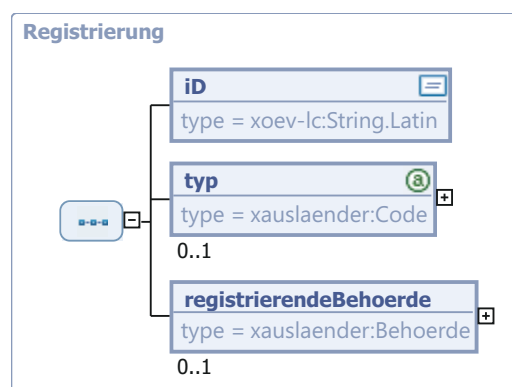 Registrierung
iD
type = xoev-lc:String.Latin
typ
type = xauslaender:Code
0..1
registrierendeBehoerde
type = xauslaender:Behoerde
0..1